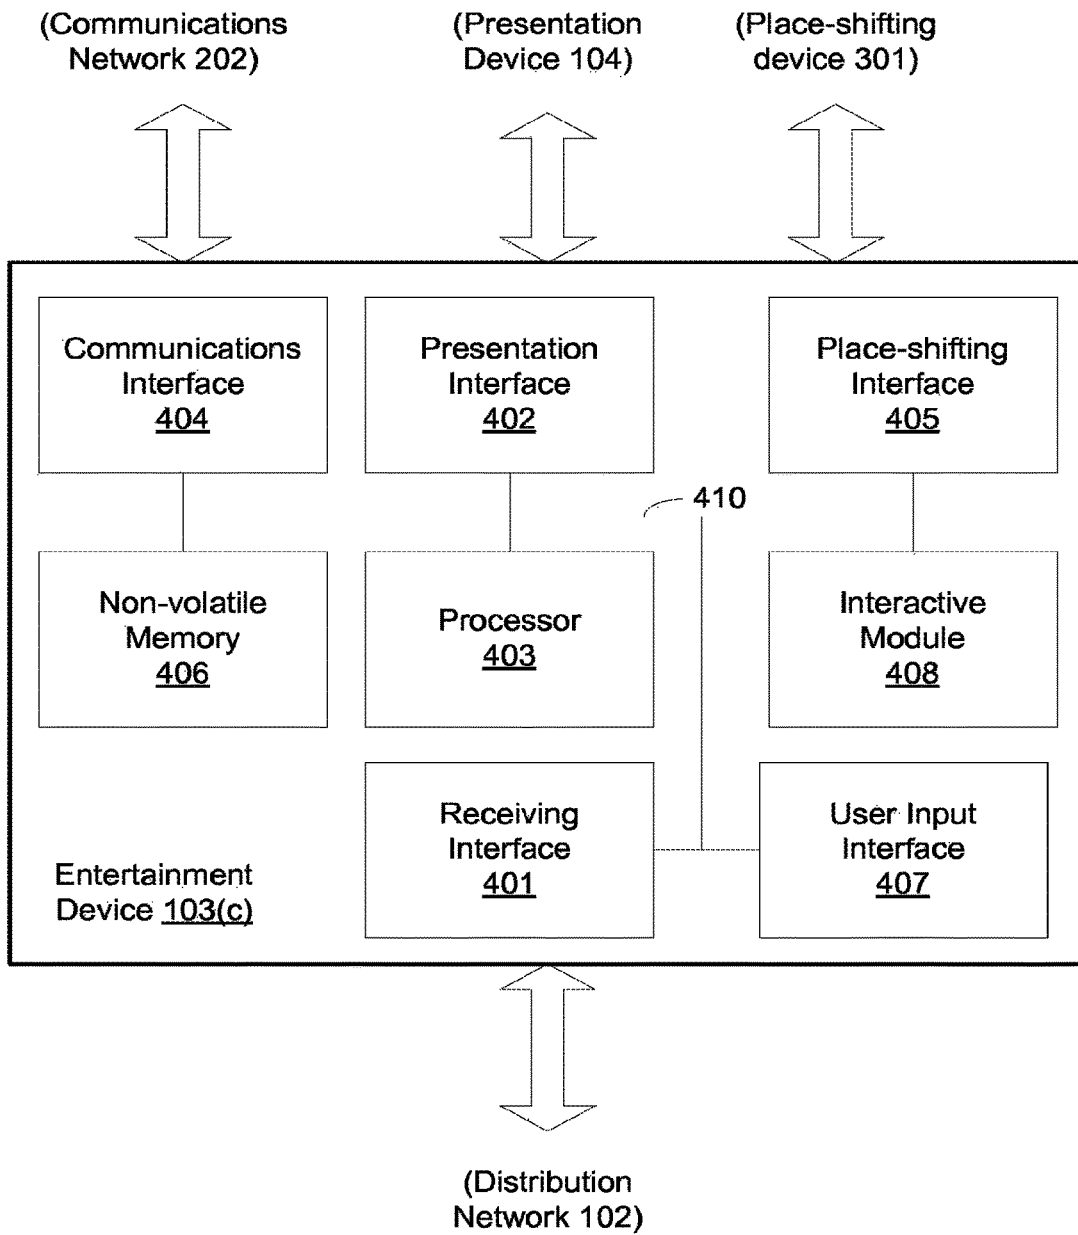 (Communications
Network 202)
(Presentation
Device 104)
(Place-shifting
device 301)
Communications
Interface
404
Presentation
Interface
402
Place-shifting
Interface
405
410
Non-volatile
Memory
406
Processor
403
Interactive
Module
408
Receiving
Interface
401
User Input
Interface
407
Entertainment
Device 103(c)
(Distribution
Network 102)